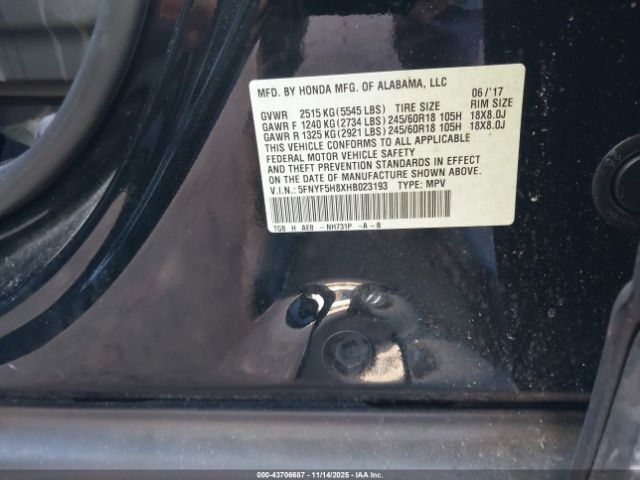 MFD. BY HONDA MFG. OF ALABAMA, LLC 06/'17
GVWR 2515 KG (5545 LBS) TIRE SIZE RIM SIZE
GAWR F 1240 KG (2734 LBS) 245/60R18 105H 18X8.0J
GAWR R 1325 KG (2921 LBS) 245/60R18 105H 18X8.0J
THIS VEHICLE CONFORMS TO ALL APPLICABLE
FEDERAL MOTOR VEHICLE SAFETY
AND THEFT PREVENTION STANDARDS IN EFFECT
ON THE DATE OF MANUFACTURE SHOWN ABOVE.
V.I.N.: 5FNYF5H8XHB023193 TYPE: MPV
TG8 H AE8 -NH731P -A -B
000-43706687 - 11/14/2025 - IAA Inc.